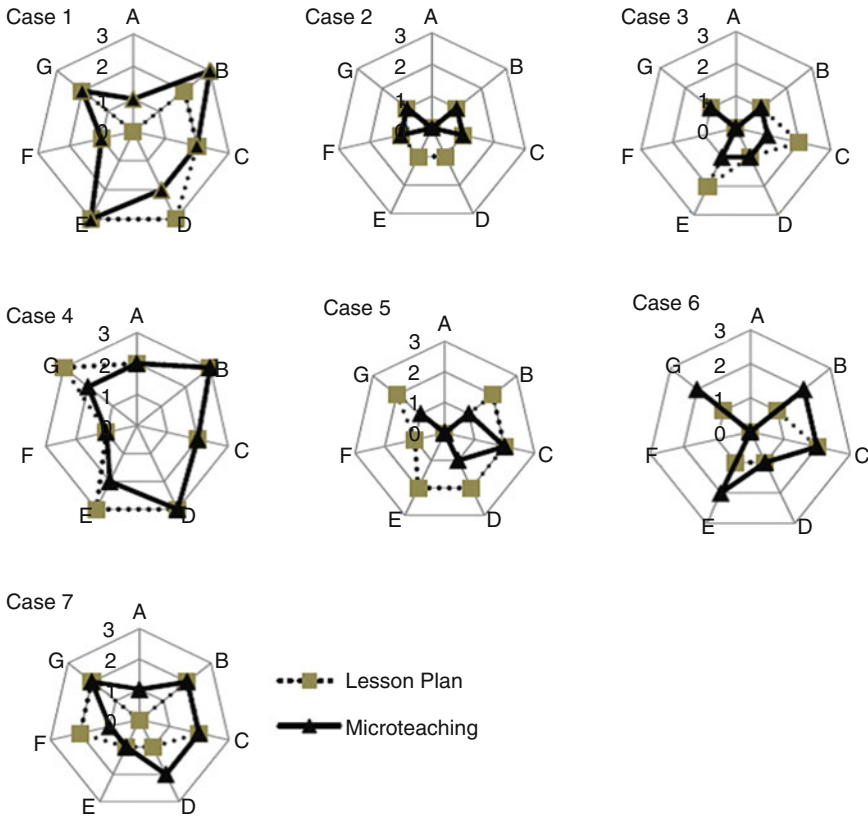 Case 1
A
B
C
D
E
F
G
3
2
1
0
Case 2
A
B
C
D
E
F
G
3
2
1
0
Case 3
A
B
C
D
E
F
G
3
2
1
0
Case 4
A
B
C
D
E
F
G
3
2
1
0
Case 5
A
B
C
D
E
F
G
3
2
1
0
Case 6
A
B
C
D
E
F
G
3
2
1
0
Case 7
A
B
C
D
E
F
G
3
2
1
0
Lesson Plan
Microteaching